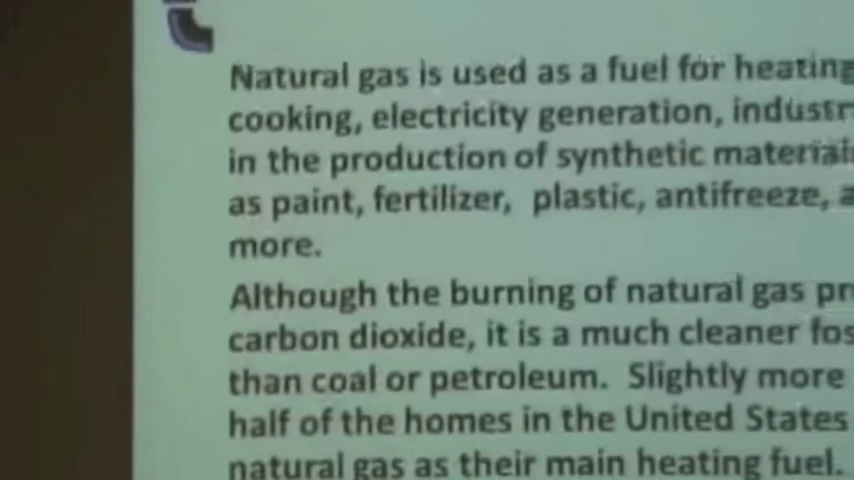 Natural gas is used as a fuel for heating
cooking, electricity generation, industr
in the production of synthetic material
as paint, fertilizer, plastic, antifreeze, a
more.
Although the burning of natural gas pr
carbon dioxide, it is a much cleaner fos
than coal or petroleum. Slightly more
half of the homes in the United States
natural gas as their main heating fuel.